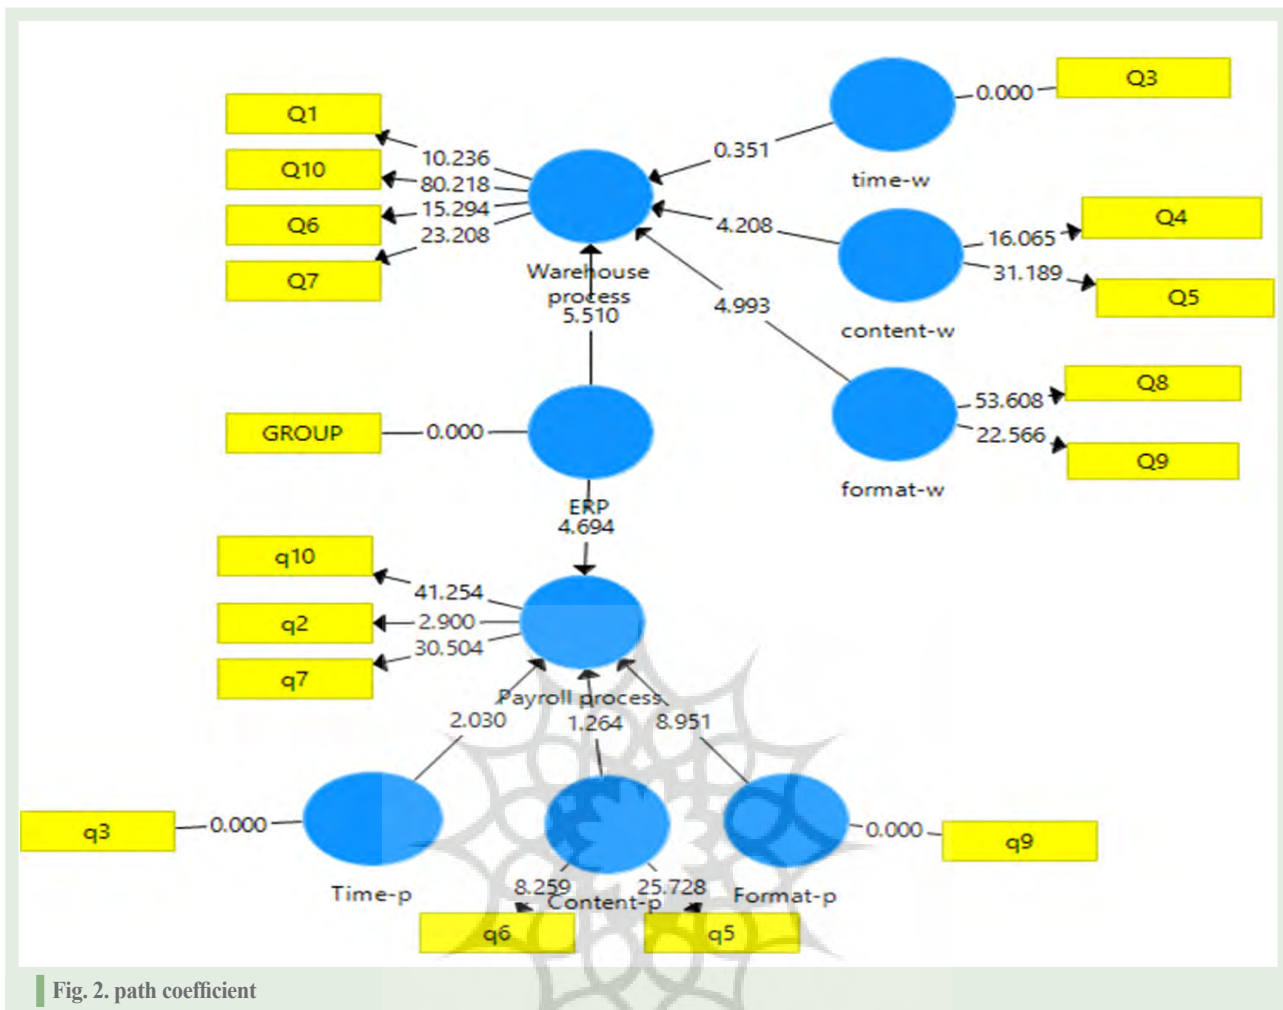 Q1
Q10
Q6
Q7
10.236
80.218
15.294
23.208
Warehouse
process
5.510
0.351
4.208
4.993
time-w
0.000
Q3
content-w
16.065
31.189
Q4
Q5
format-w
53.608
22.566
Q8
Q9
GROUP
0.000
ERP
4.694
q10
q2
q7
41.254
2.900
30.504
Payroll process
2.030
1.264
8.951
q3
0.000
Time-p
8.259
25.728
Content-p
q6
q5
Format-p
0.000
q9
Fig. 2. path coefficient